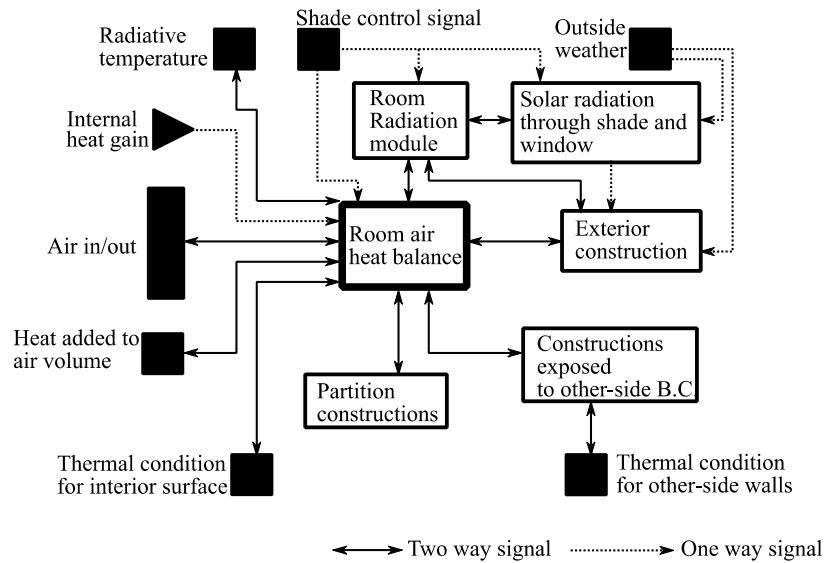 Shade control signal
Radiative
temperature
Outside
weather
Internal
heat gain
Room
Radiation
module
Solar radiation
through shade and
window
Air in/out
Room air
heat balance
Exterior
construction
Heat added to
air volume
Partition
constructions
Constructions
exposed
to other-side B.C.
Thermal condition
for interior surface
Thermal condition
for other-side walls
Two way signal
One way signal